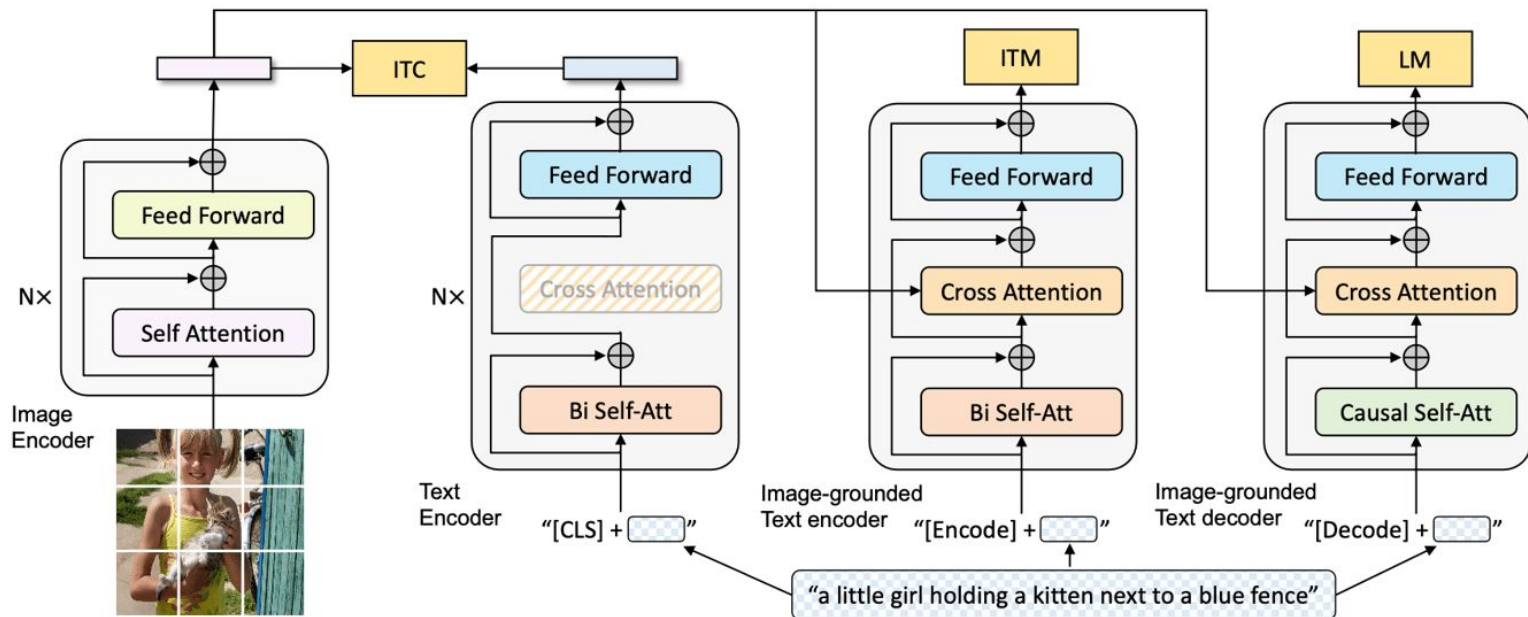 ITC
ITM
LM
Feed Forward
Self Attention
N×
Image
Encoder
Feed Forward
Cross Attention
Bi Self-Att
N×
Text
Encoder
"[CLS] + "
Feed Forward
Cross Attention
Bi Self-Att
Image-grounded
Text encoder
"[Encode] + "
Feed Forward
Cross Attention
Causal Self-Att
Image-grounded
Text decoder
"[Decode] + "
"a little girl holding a kitten next to a blue fence"